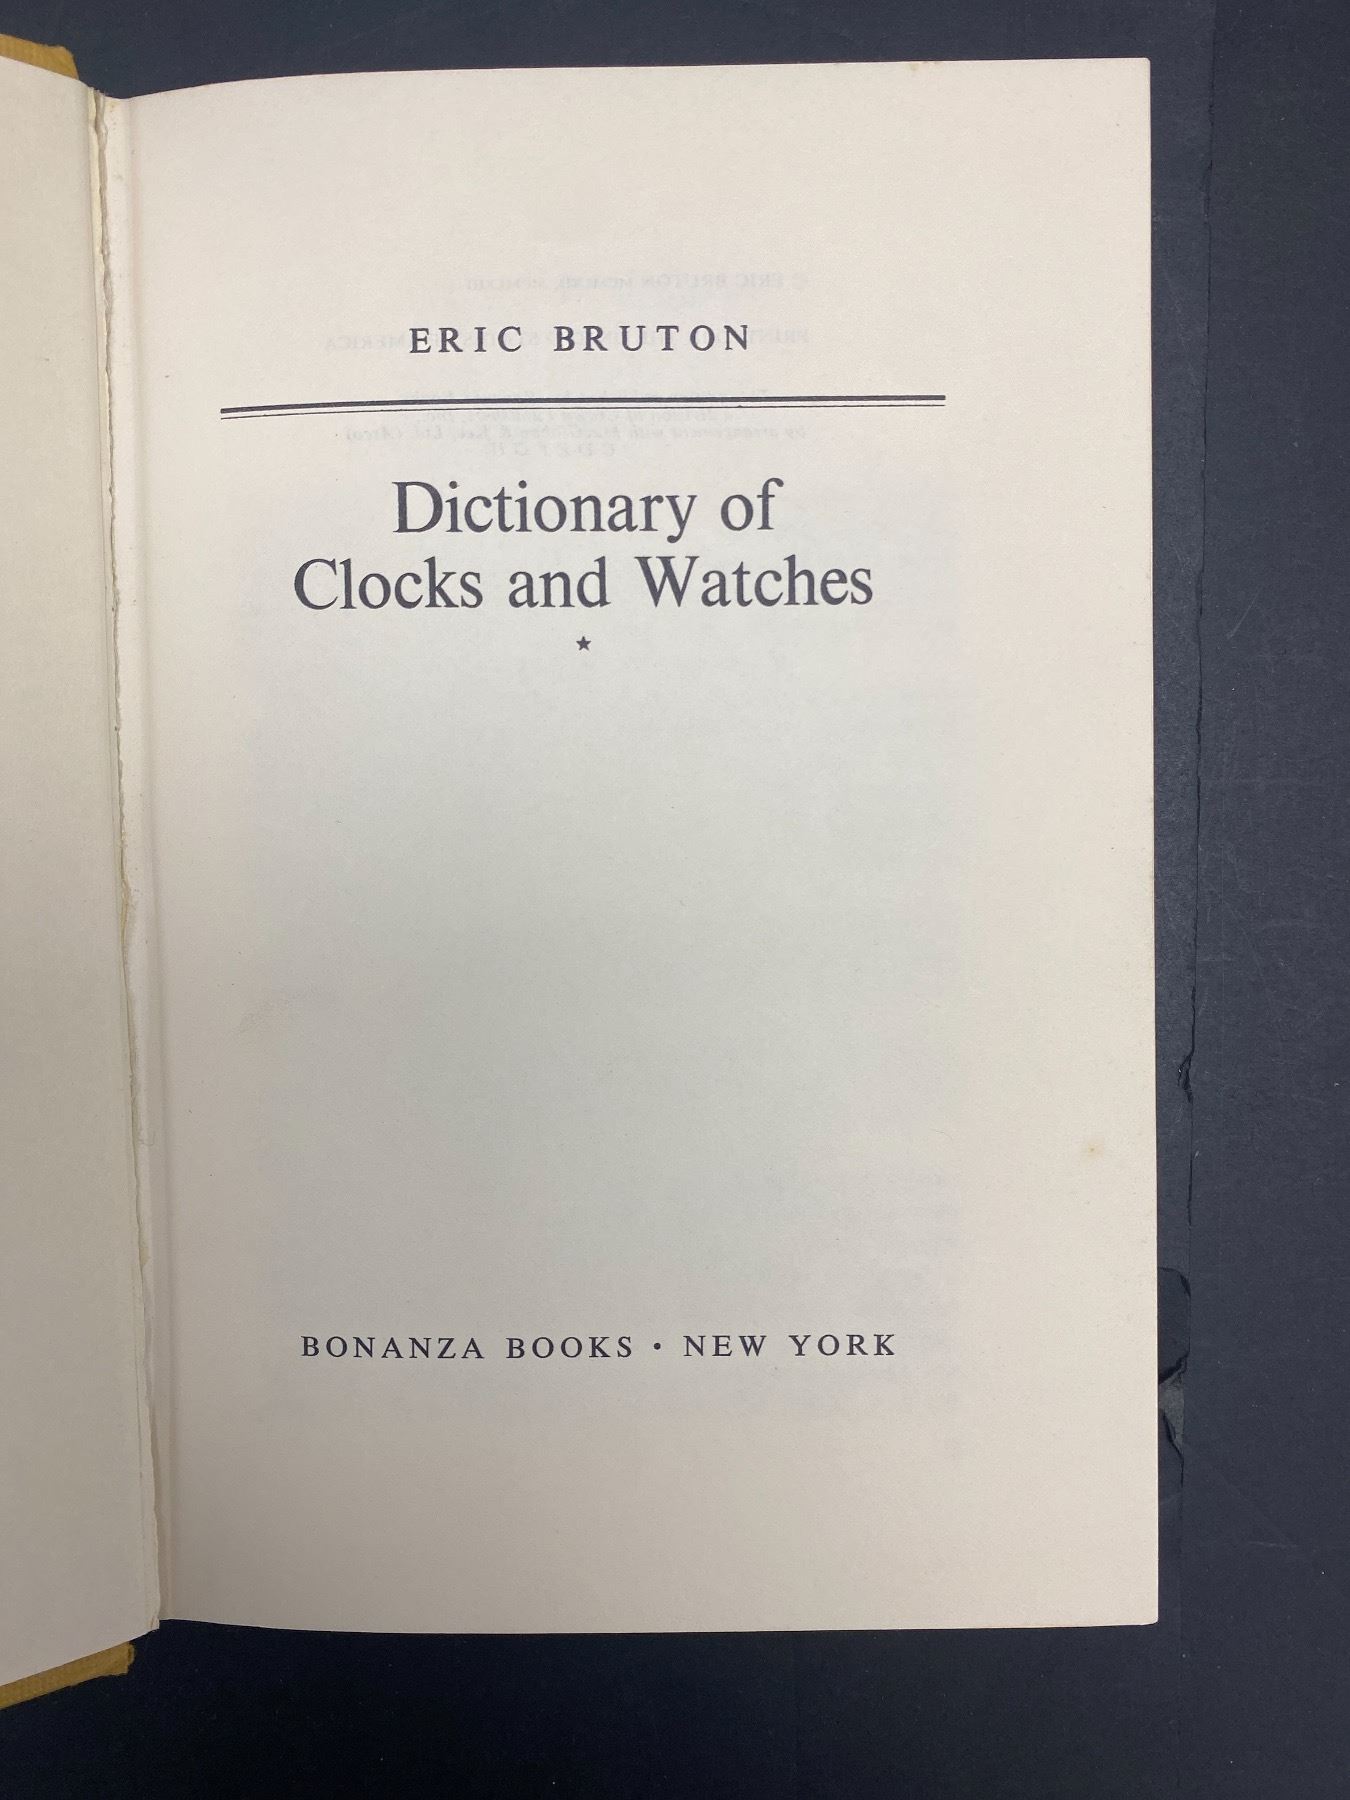 ERIC BRUTON
Dictionary of
Clocks and Watches
★
BONANZA BOOKS • NEW YORK